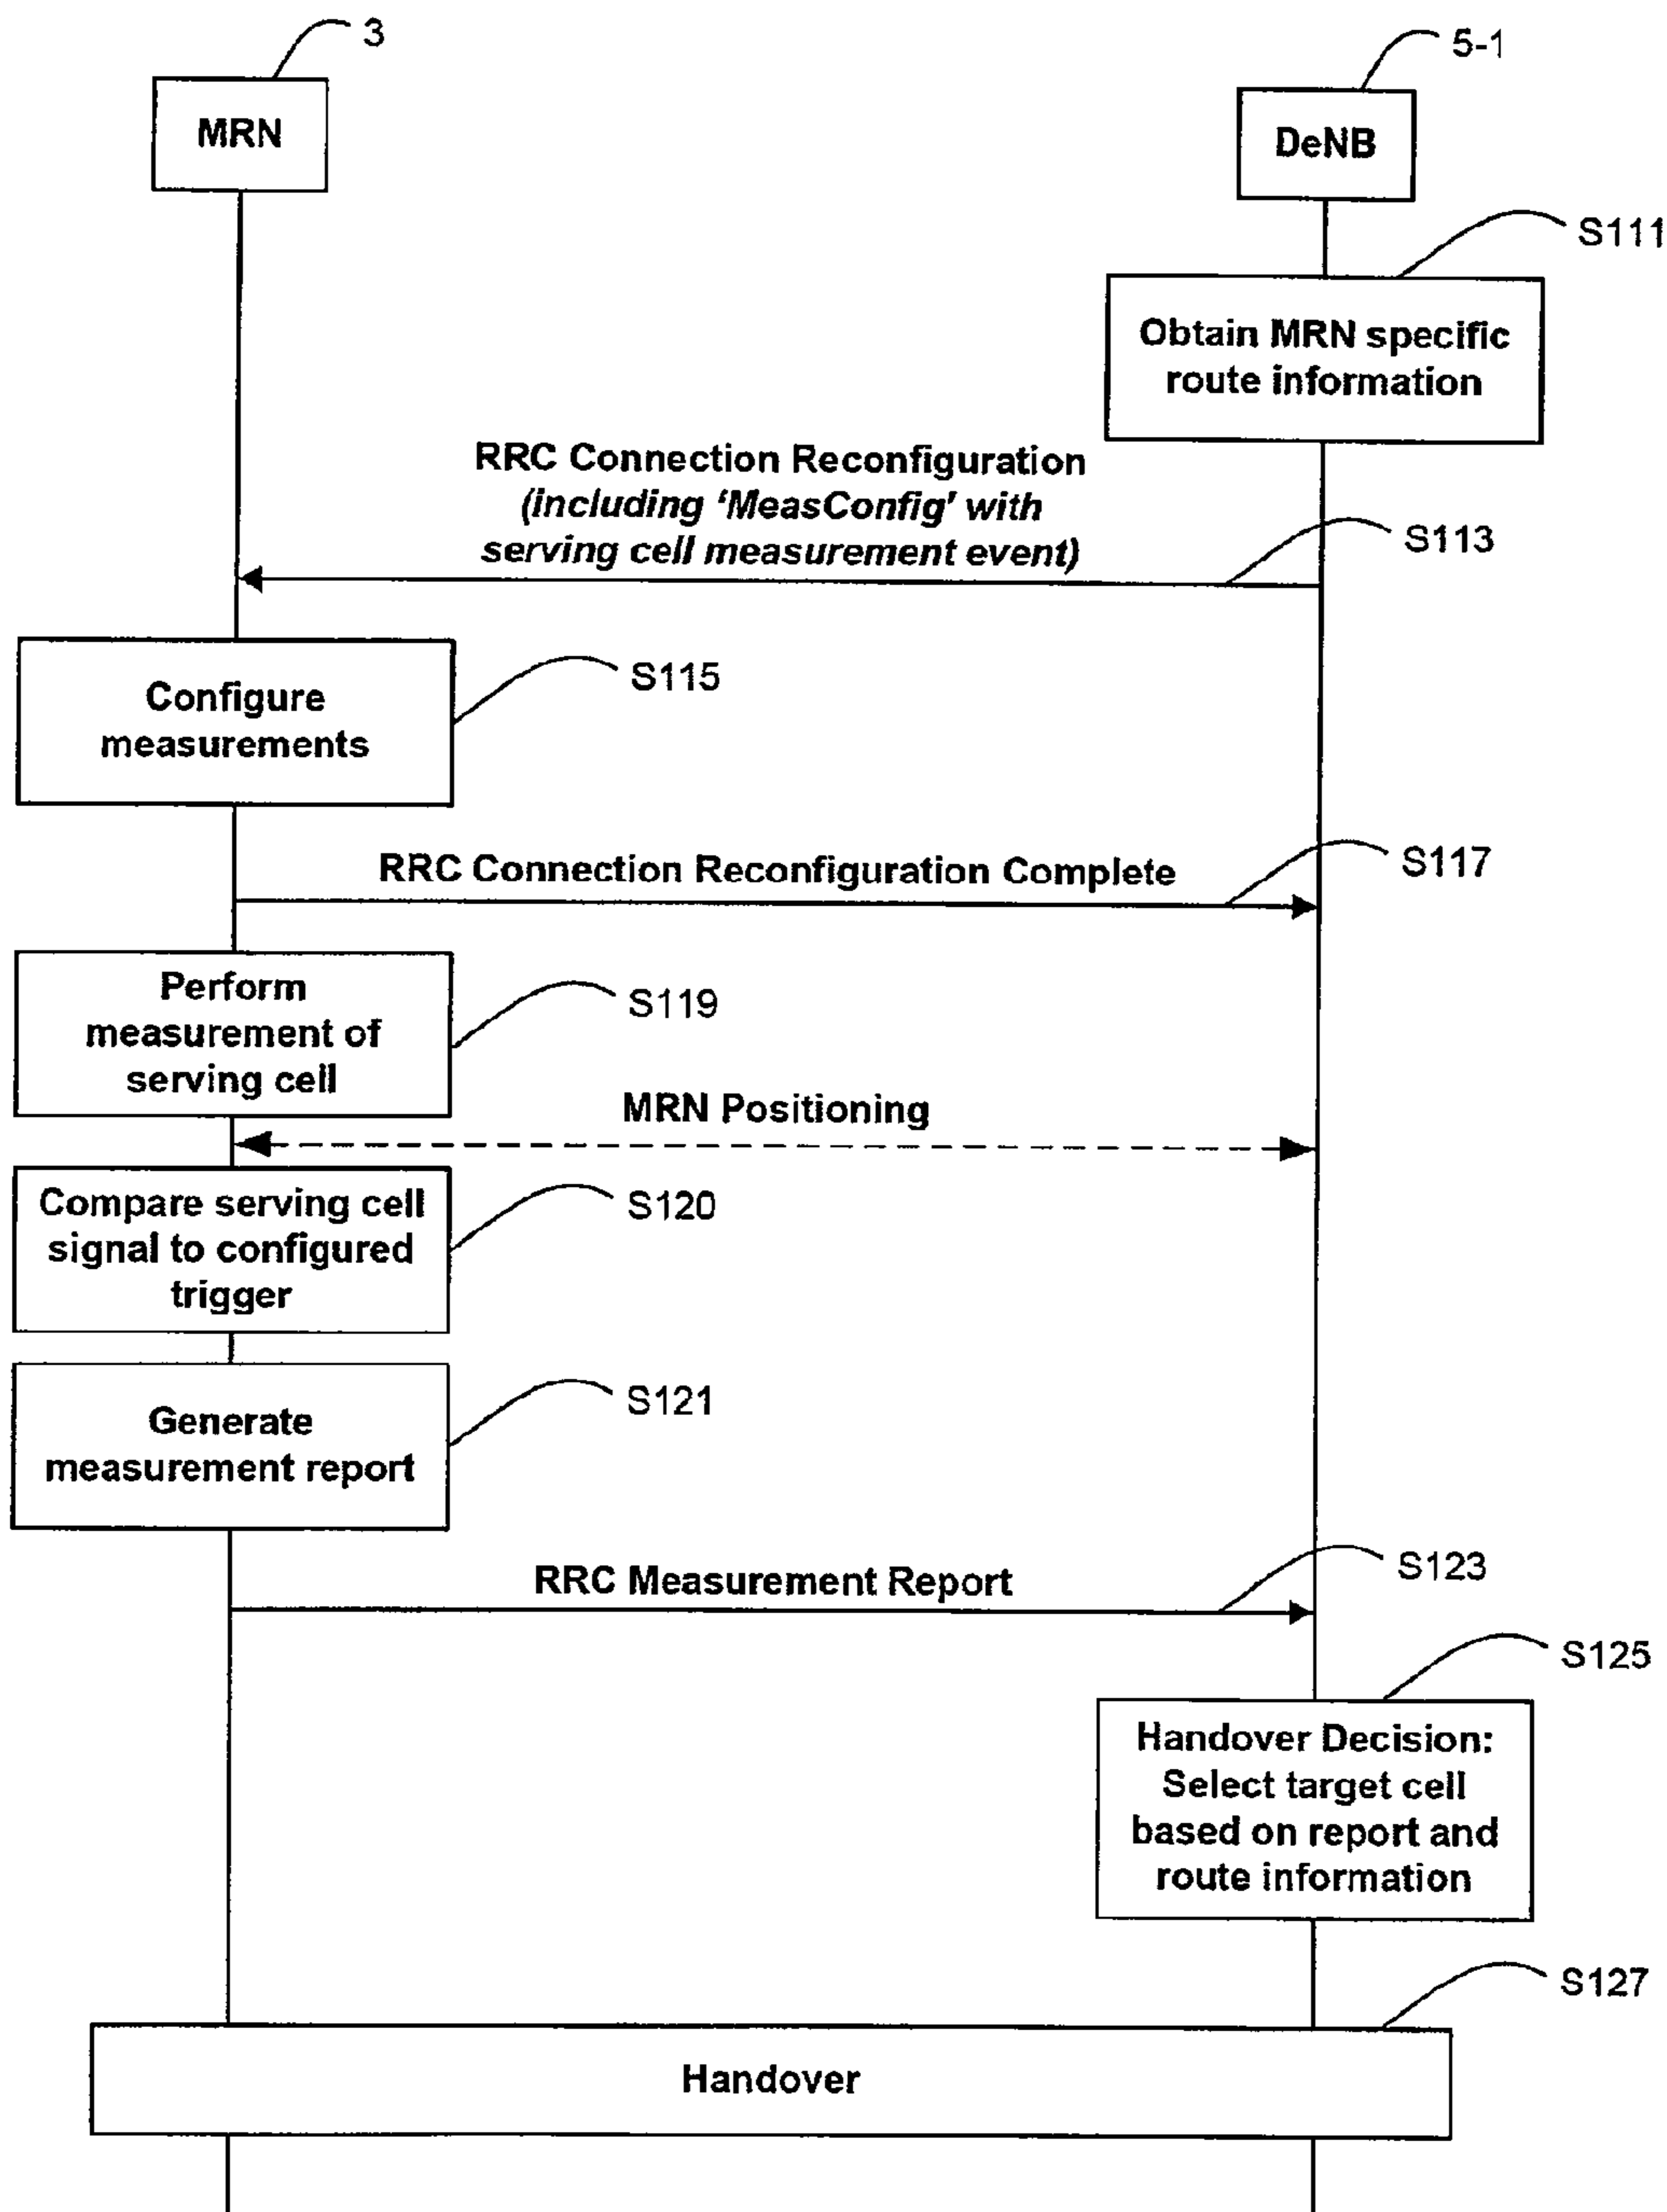 3
5-1
MRN
DeNB
S111
Obtain MRN specific
route information
RRC Connection Reconfiguration
(including ‘MeasConfig’ with
serving cell measurement event)
S113
Configure
measurements
S115
RRC Connection Reconfiguration Complete
S117
Perform
measurement of
serving cell
S119
MRN Positioning
Compare serving cell
signal to configured
trigger
S120
Generate
measurement report
S121
RRC Measurement Report
S123
S125
Handover Decision:
Select target cell
based on report and
route information
S127
Handover